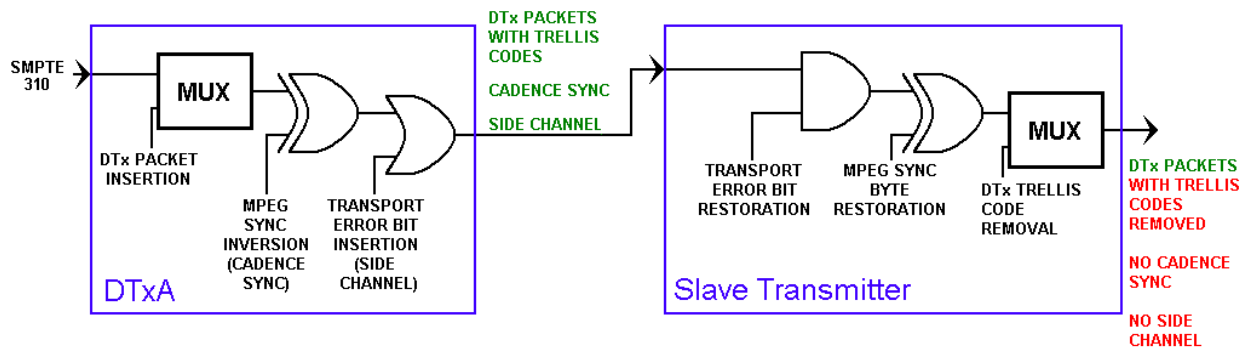 SMPTE
310
MUX
DTx PACKET
INSERTION
MPEG
SYNC
INVERSION
(CADENCE
SYNC)
TRANSPORT
ERROR BIT
INSERTION
(SIDE
CHANNEL)
DTxA
DTx PACKETS
WITH TRELLIS
CODES
CADENCE SYNC
SIDE CHANNEL
TRANSPORT
ERROR BIT
RESTORATION
MPEG SYNC
BYTE
RESTORATION
MUX
DTx TRELLIS
CODE
REMOVAL
Slave Transmitter
DTx PACKETS
WITH TRELLIS
CODES
REMOVED
NO CADENCE
SYNC
NO SIDE
CHANNEL